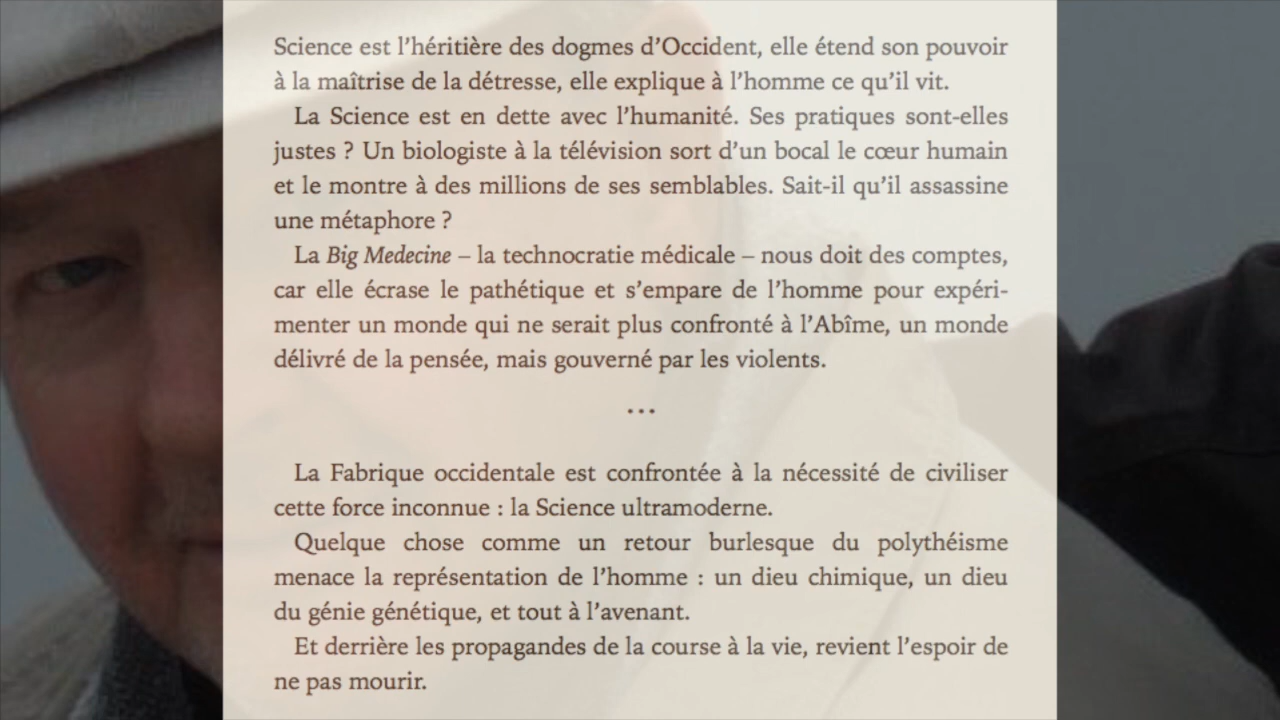 Science est l’héritière des dogmes d’Occident, elle étend son pouvoir
à la maîtrise de la détresse, elle explique à l’homme ce qu’il vit.
La Science est en dette avec l’humanité. Ses pratiques sont-elles
justes ? Un biologiste à la télévision sort d’un bocal le cœur humain
et le montre à des millions de ses semblables. Sait-il qu’il assassine
une métaphore ?
La Big Medecine – la technocratie médicale – nous doit des comptes,
car elle écrase le pathétique et s’empare de l’homme pour expéri-
menter un monde qui ne serait plus confronté à l’Abîme, un monde
délivré de la pensée, mais gouverné par les violents.
...
La Fabrique occidentale est confrontée à la nécessité de civiliser
cette force inconnue : la Science ultramoderne.
Quelque chose comme un retour burlesque du polythéisme
menace la représentation de l’homme : un dieu chimique, un dieu
du génie génétique, et tout à l’avenant.
Et derrière les propagandes de la course à la vie, revient l’espoir de
ne pas mourir.